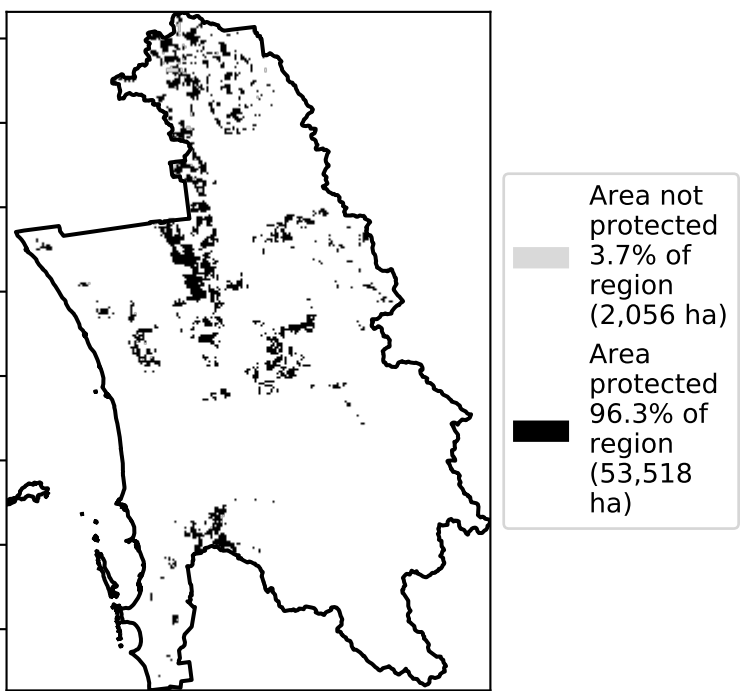 Area not
protected
3.7% of
region
(2,056 ha)
Area
protected
96.3% of
region
(53,518
ha)